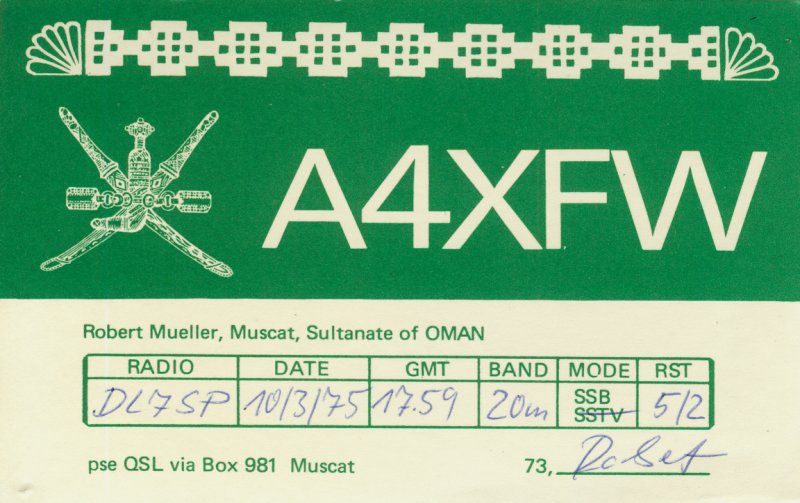 A4XFW
Robert Mueller, Muscat, Sultanate of OMAN
RADIO DATE GMT BAND MODE RST
DL7SP 10/3/75 17.59 20m SSB SSTV 5/2
pse QSL via Box 981 Muscat 73, Robert